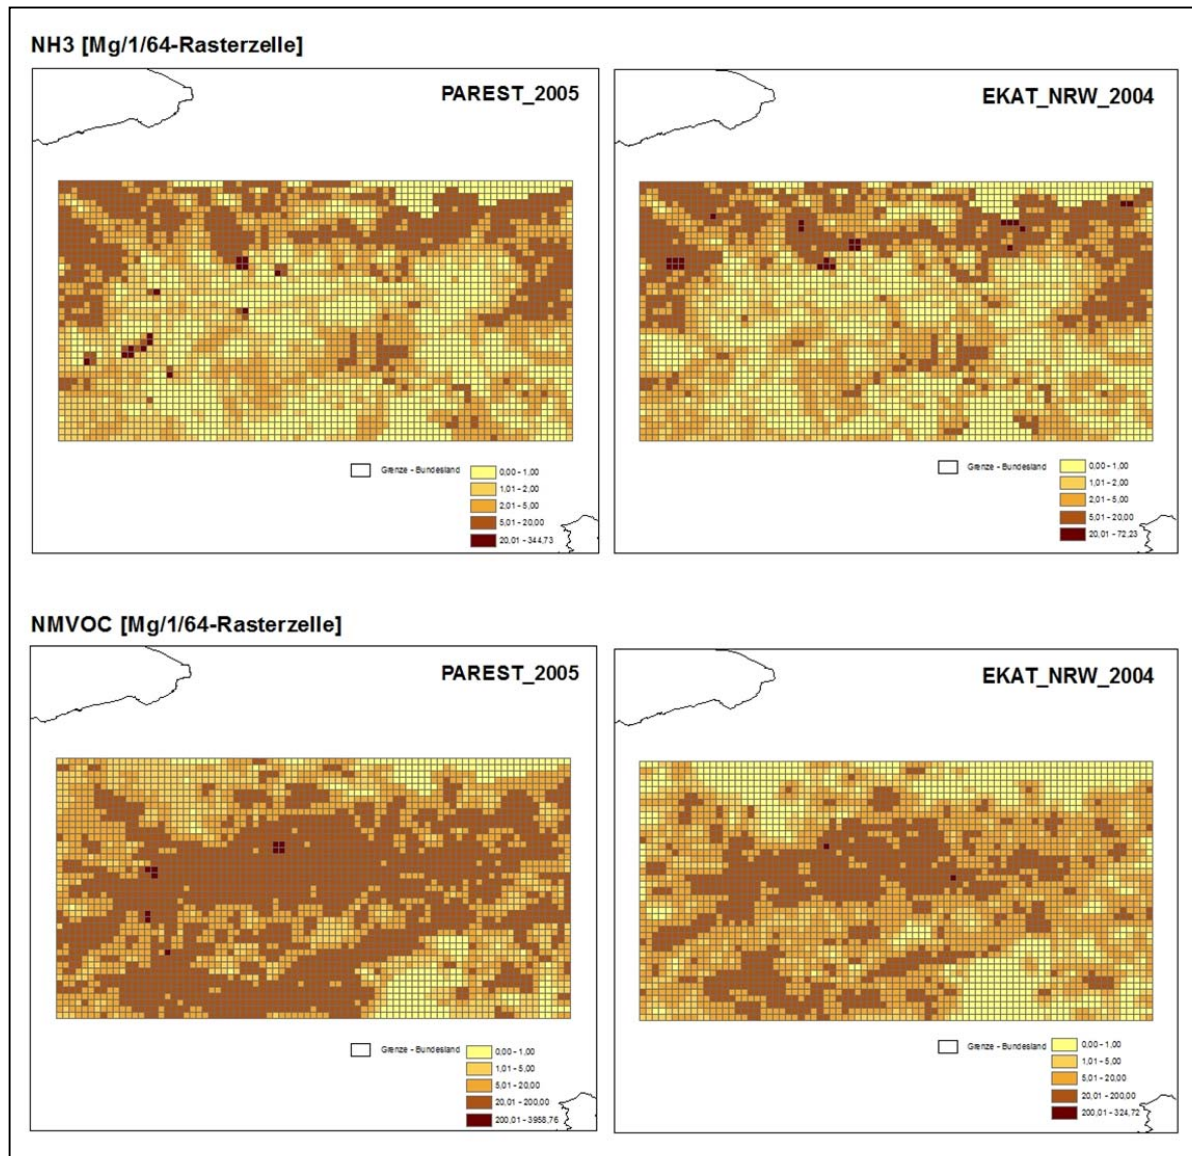 NH3 [Mg/1/64-Rasterzelle]
PAREST_2005
EKAT_NRW_2004
Grenze - Bundesland
0,00 - 1,00
1,01 - 2,00
2,01 - 5,00
5,01 - 20,00
20,01 - 344,73
Grenze - Bundesland
0,00 - 1,00
1,01 - 2,00
2,01 - 5,00
5,01 - 20,00
20,01 - 72,23
NMVOC [Mg/1/64-Rasterzelle]
PAREST_2005
EKAT_NRW_2004
Grenze - Bundesland
0,00 - 1,00
1,01 - 5,00
5,01 - 20,00
20,01 - 200,00
200,01 - 3958,76
Grenze - Bundesland
0,00 - 1,00
1,01 - 5,00
5,01 - 20,00
20,01 - 200,00
200,01 - 324,72